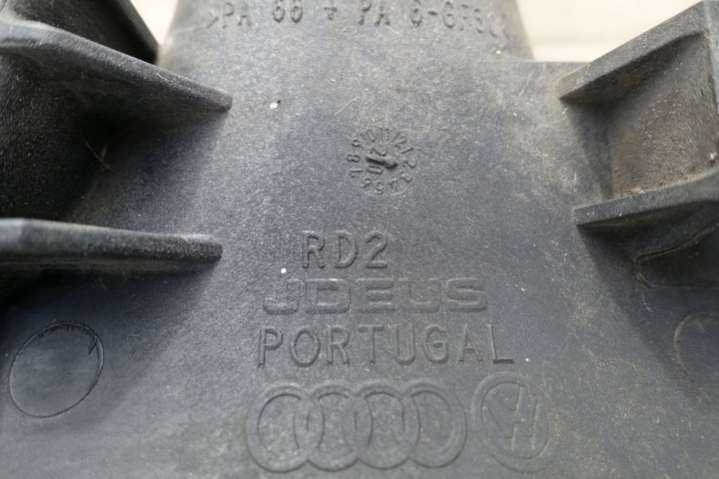 >PA 66 + PA 6-GF30
RD2
JDEUS
PORTUGAL